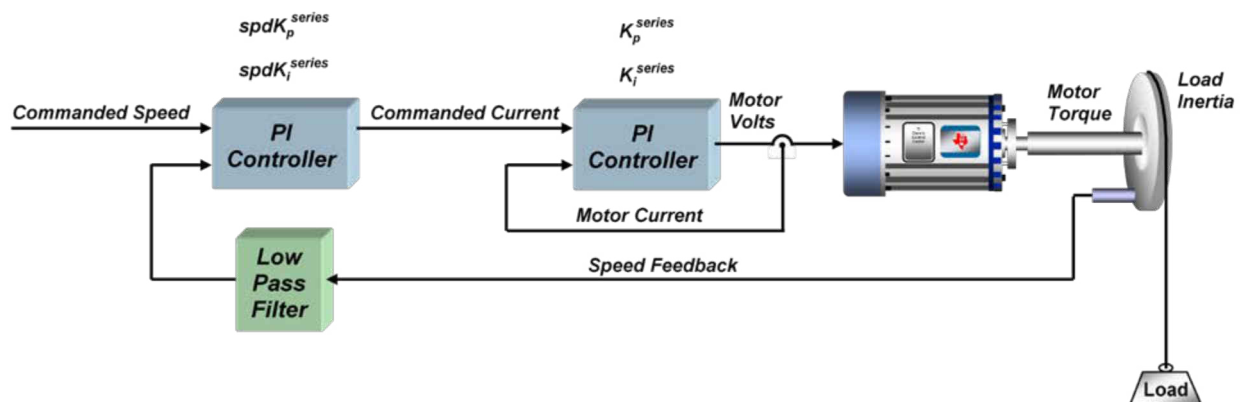 spdKₚˢᵉʳⁱᵉˢ
spdKᵢˢᵉʳⁱᵉˢ
Kₚˢᵉʳⁱᵉˢ
Kᵢˢᵉʳⁱᵉˢ
Commanded Speed
PI
Controller
Commanded Current
PI
Controller
Motor
Volts
Motor
Torque
Load
Inertia
Motor Current
Low
Pass
Filter
Speed Feedback
Load